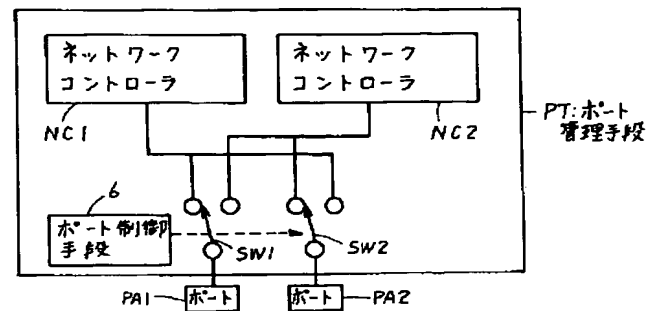 ネットワーク
コントローラ
ネットワーク
コントローラ
NC1
NC2
PT:ポート
管理手段
6
ポート制御
手段
SW1
SW2
PA1
ポート
ポート
PA2